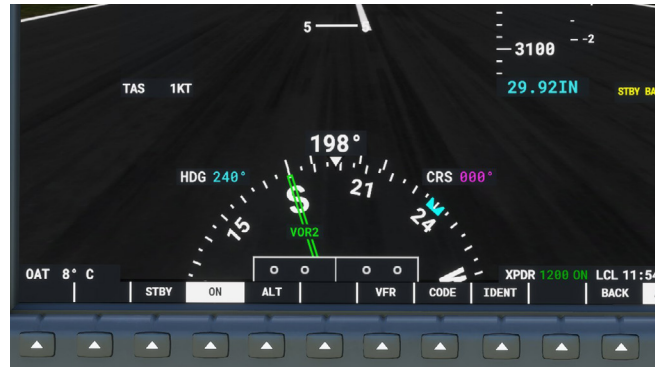 5
3100
-2
TAS 1KT
29.92IN
STBY BA
198°
HDG 240°
CRS 000°
15
S
21
24
W
VOR2
OAT 8° C
XPDR 1200 ON LCL 11:54
STBY ON ALT VFR CODE IDENT BACK